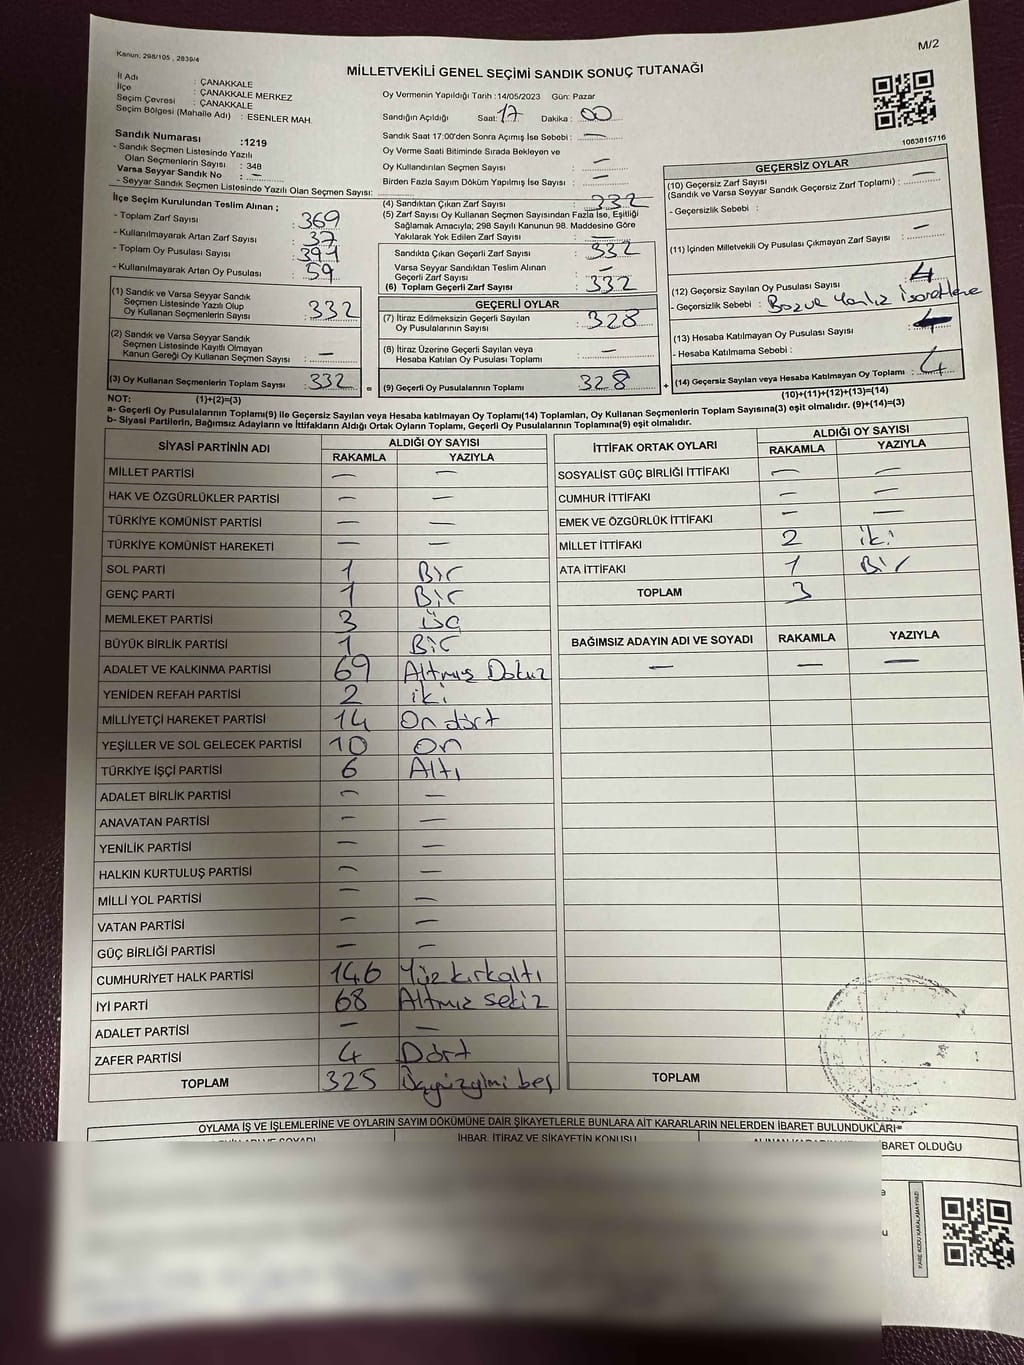 Kanun, 298/105 , 2839/4
M/2
MİLLETVEKİLİ GENEL SEÇİMİ SANDIK SONUÇ TUTANAĞI
İl Adı : ÇANAKKALE
İlçe : ÇANAKKALE MERKEZ
Seçim Çevresi : ÇANAKKALE
Seçim Bölgesi (Mahalle Adı) : ESENLER MAH.
Sandık Numarası :1219
- Sandık Seçmen Listesinde Yazılı
Olan Seçmenlerin Sayısı : 348
Varsa Seyyar Sandık No : —
- Seyyar Sandık Seçmen Listesinde Yazılı Olan Seçmen Sayısı:
Oy Vermenin Yapıldığı Tarih :14/05/2023 Gün: Pazar
Sandığın Açıldığı Saat: 17 Dakika : 00
Sandık Saat 17:00'den Sonra Açımış İse Sebebi : —
Oy Verme Saati Bitiminde Sırada Bekleyen ve
Oy Kullandırılan Seçmen Sayısı : —
Birden Fazla Sayım Döküm Yapılmış İse Sayısı : —
1083815716
İlçe Seçim Kurulundan Teslim Alınan ;
- Toplam Zarf Sayısı : 369
- Kullanılmayarak Artan Zarf Sayısı : 37
- Toplam Oy Pusulası Sayısı : 391
- Kullanılmayarak Artan Oy Pusulası : 59
(1) Sandık ve Varsa Seyyar Sandık
Seçmen Listesinde Yazılı Olup
Oy Kullanan Seçmenlerin Sayısı : 332
(2) Sandık ve Varsa Seyyar Sandık
Seçmen Listesinde Kayıtlı Olmayan
Kanun Gereği Oy Kullanan Seçmen Sayısı : —
(3) Oy Kullanan Seçmenlerin Toplam Sayısı : 332 =
(4) Sandıktan Çıkan Zarf Sayısı : 332
(5) Zarf Sayısı Oy Kullanan Seçmen Sayısından Fazla İse, Eşitliği
Sağlamak Amacıyla; 298 Sayılı Kanunun 98. Maddesine Göre
Yakılarak Yok Edilen Zarf Sayısı : —
Sandıkta Çıkan Geçerli Zarf Sayısı : 332
Varsa Seyyar Sandıktan Teslim Alınan
Geçerli Zarf Sayısı : —
(6) Toplam Geçerli Zarf Sayısı : 332
GEÇERLİ OYLAR
(7) İtiraz Edilmeksizin Geçerli Sayılan
Oy Pusulalarının Sayısı : 328
(8) İtiraz Üzerine Geçerli Sayılan veya
Hesaba Katılan Oy Pusulası Toplamı : —
(9) Geçerli Oy Pusulalarının Toplamı : 328 +
GEÇERSİZ OYLAR
(10) Geçersiz Zarf Sayısı
(Sandık ve Varsa Seyyar Sandık Geçersiz Zarf Toplamı) : —
- Geçersizlik Sebebi :
(11) İçinden Milletvekili Oy Pusulası Çıkmayan Zarf Sayısı : —
(12) Geçersiz Sayılan Oy Pusulası Sayısı : 4
- Geçersizlik Sebebi :
(13) Hesaba Katılmayan Oy Pusulası Sayısı :
- Hesaba Katılmama Sebebi :
(14) Geçersiz Sayılan veya Hesaba Katılmayan Oy Toplamı : 4
NOT: (1)+(2)=(3)
(10)+(11)+(12)+(13)=(14)
a- Geçerli Oy Pusulalarının Toplamı(9) ile Geçersiz Sayılan veya Hesaba katılmayan Oy Toplamı(14) Toplamları, Oy Kullanan Seçmenlerin Toplam Sayısına(3) eşit olmalıdır. (9)+(14)=(3)
b- Siyasi Partilerin, Bağımsız Adayların ve İttifakların Aldığı Ortak Oyların Toplamı, Geçerli Oy Pusulalarının Toplamına(9) eşit olmalıdır.
SİYASİ PARTİNİN ADI ALDIĞI OY SAYISI
RAKAMLA YAZIYLA
MİLLET PARTİSİ — —
HAK VE ÖZGÜRLÜKLER PARTİSİ — —
TÜRKİYE KOMÜNİST PARTİSİ — —
TÜRKİYE KOMÜNİST HAREKETİ — —
SOL PARTİ 1 Bir
GENÇ PARTİ 1 Bir
MEMLEKET PARTİSİ 3 Üç
BÜYÜK BİRLİK PARTİSİ 1 Bir
ADALET VE KALKINMA PARTİSİ 69 Altmış Dokuz
YENİDEN REFAH PARTİSİ 2 iki
MİLLİYETÇİ HAREKET PARTİSİ 14 On dört
YEŞİLLER VE SOL GELECEK PARTİSİ 10 On
TÜRKİYE İŞÇİ PARTİSİ 6 Altı
ADALET BİRLİK PARTİSİ — —
ANAVATAN PARTİSİ — —
YENİLİK PARTİSİ — —
HALKIN KURTULUŞ PARTİSİ — —
MİLLİ YOL PARTİSİ — —
VATAN PARTİSİ — —
GÜÇ BİRLİĞİ PARTİSİ — —
CUMHURİYET HALK PARTİSİ 146 Yüzkırkaltı
İYİ PARTİ 68 Altmış sekiz
ADALET PARTİSİ — —
ZAFER PARTİSİ 4 Dört
TOPLAM 325 Üçyüzyirmi beş
İTTİFAK ORTAK OYLARI ALDIĞI OY SAYISI
RAKAMLA YAZIYLA
SOSYALİST GÜÇ BİRLİĞİ İTTİFAKI — —
CUMHUR İTTİFAKI — —
EMEK VE ÖZGÜRLÜK İTTİFAKI — —
MİLLET İTTİFAKI 2 iki
ATA İTTİFAKI 1 Bir
TOPLAM 3
BAĞIMSIZ ADAYIN ADI VE SOYADI RAKAMLA YAZIYLA
— — —
TOPLAM
OYLAMA İŞ VE İŞLEMLERİNE VE OYLARIN SAYIM DÖKÜMÜNE DAİR ŞİKAYETLERLE BUNLARA AİT KARARLARIN NELERDEN İBARET BULUNDUKLARI
İHBAR, İTİRAZ VE ŞİKAYETİN KONUSU
İBARET OLDUĞU